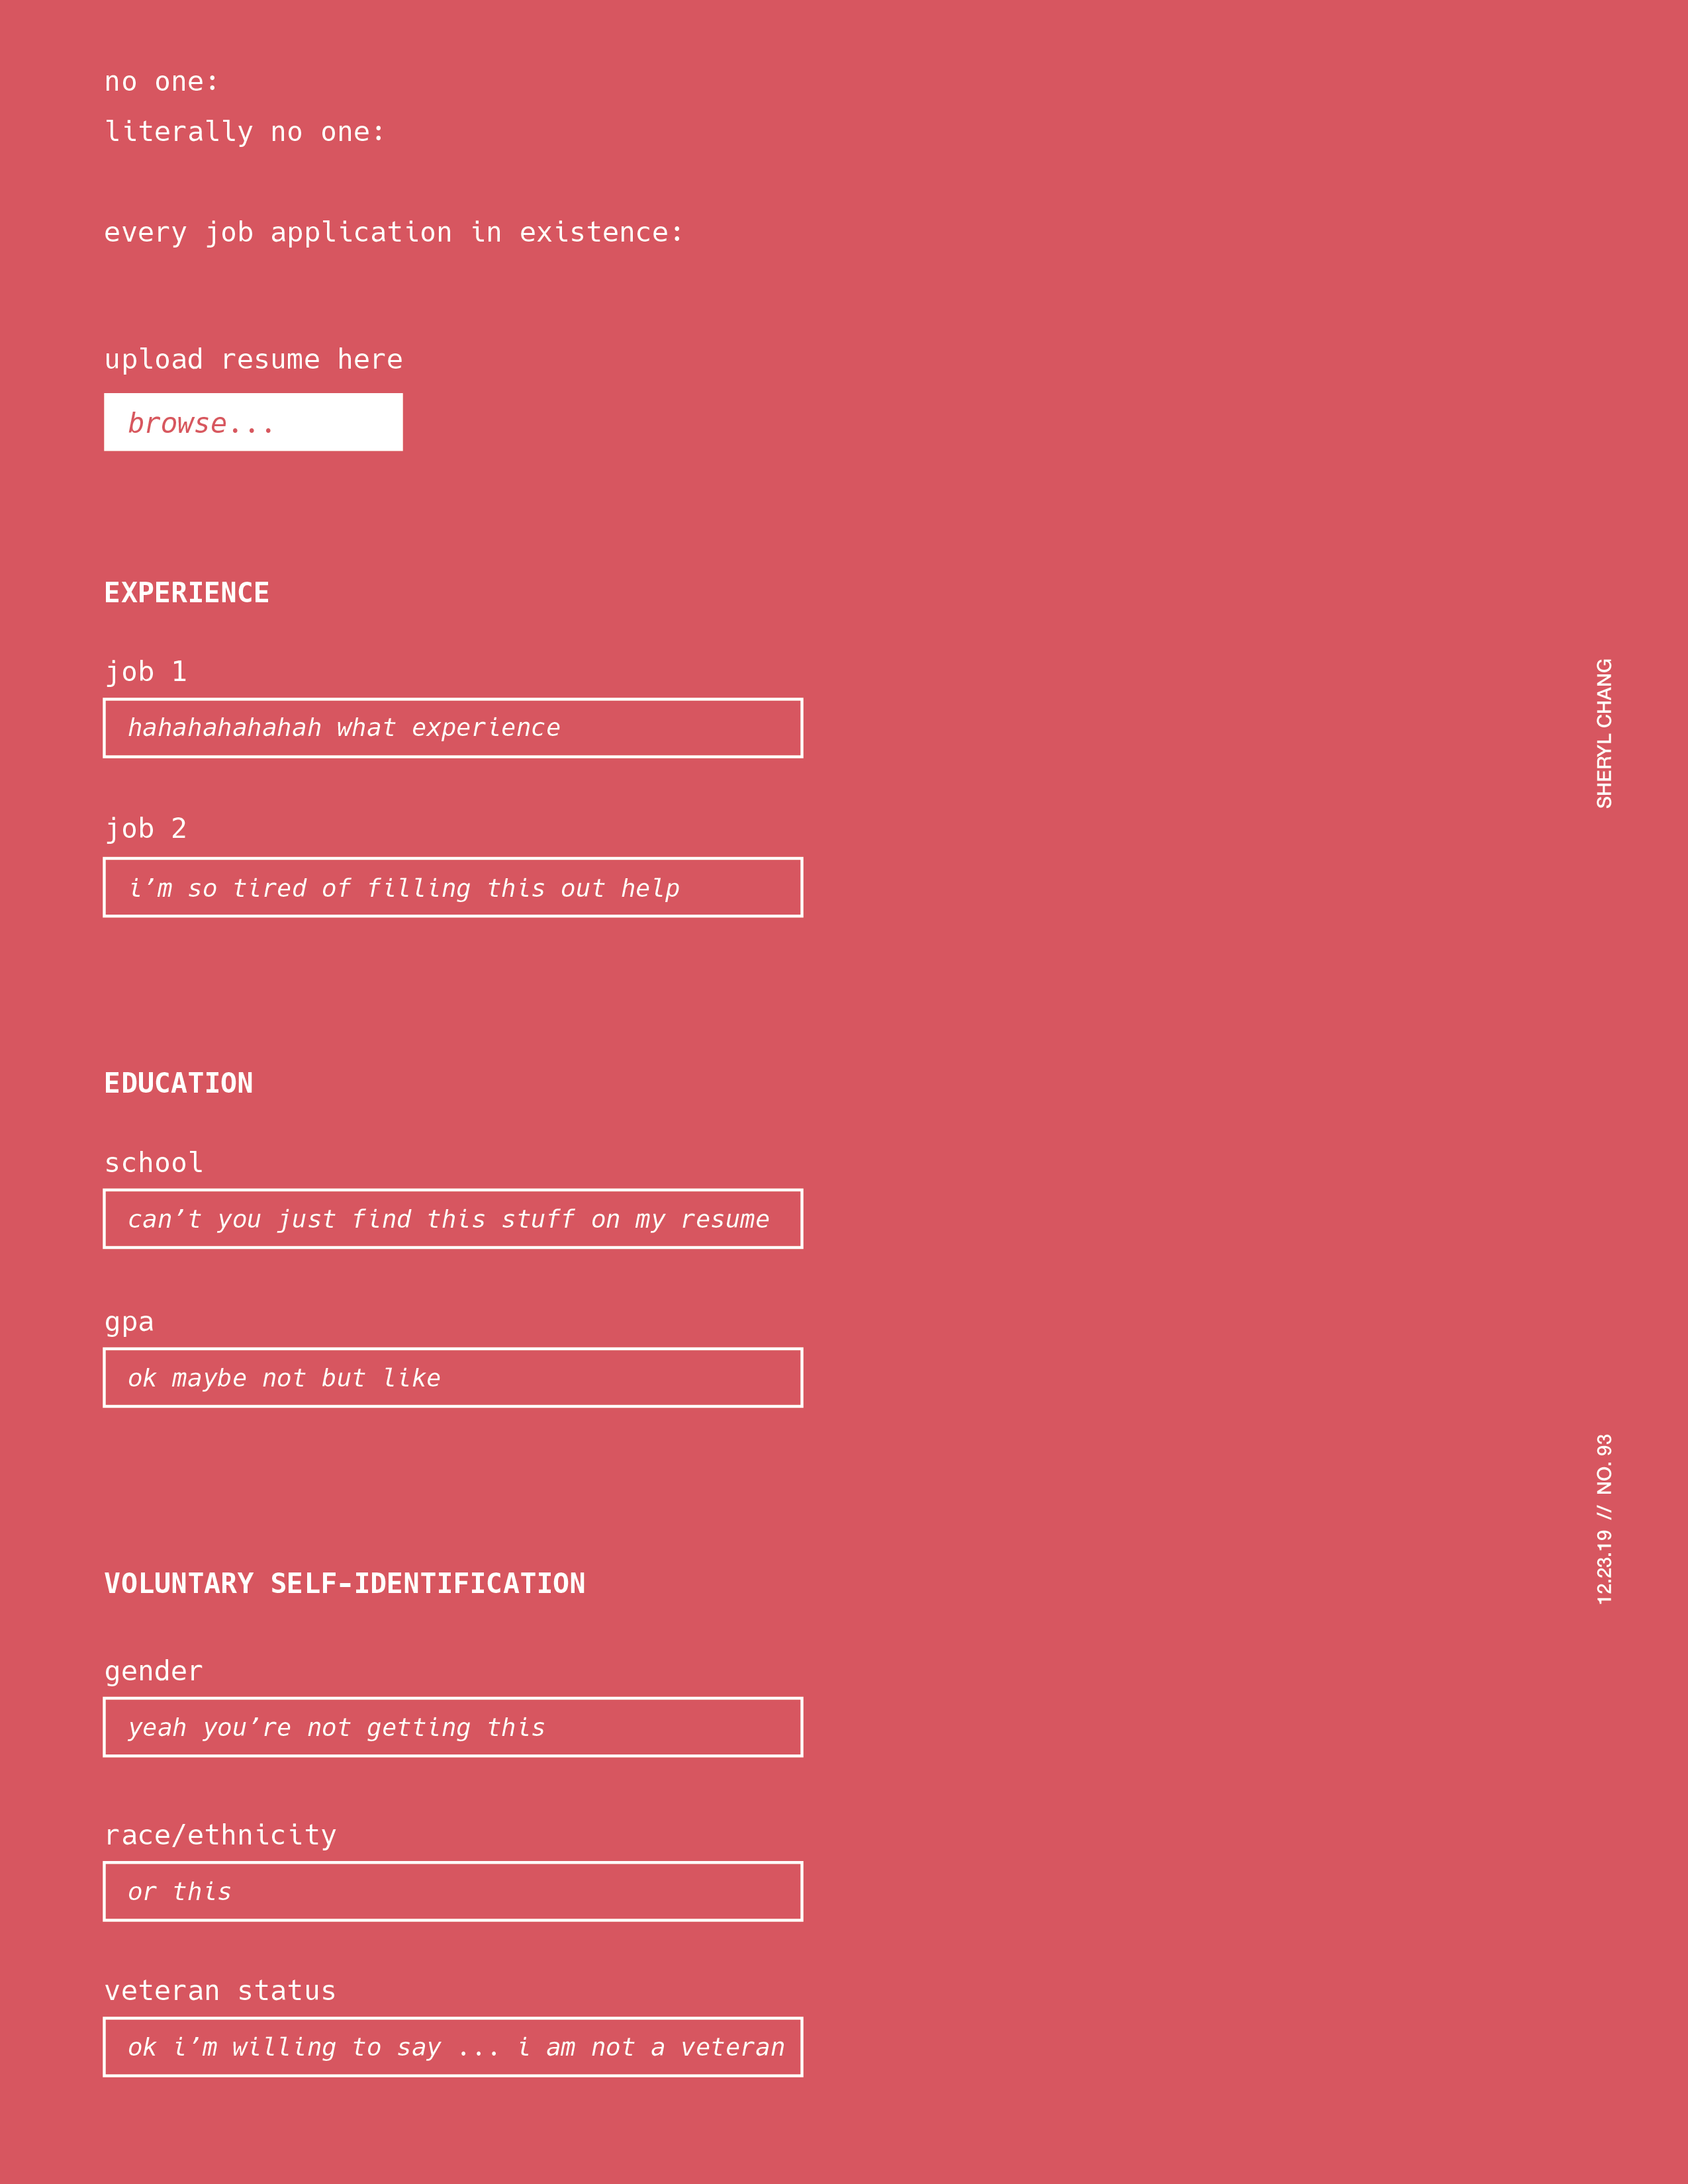 no one:
literally no one:
every job application in existence:
upload resume here
browse...
EXPERIENCE
job 1
hahahahahahah what experience
job 2
i’m so tired of filling this out help
EDUCATION
school
can’t you just find this stuff on my resume
gpa
ok maybe not but like
VOLUNTARY SELF-IDENTIFICATION
gender
yeah you’re not getting this
race/ethnicity
or this
veteran status
ok i’m willing to say ... i am not a veteran
SHERYL CHANG
12.23.19 // NO. 93